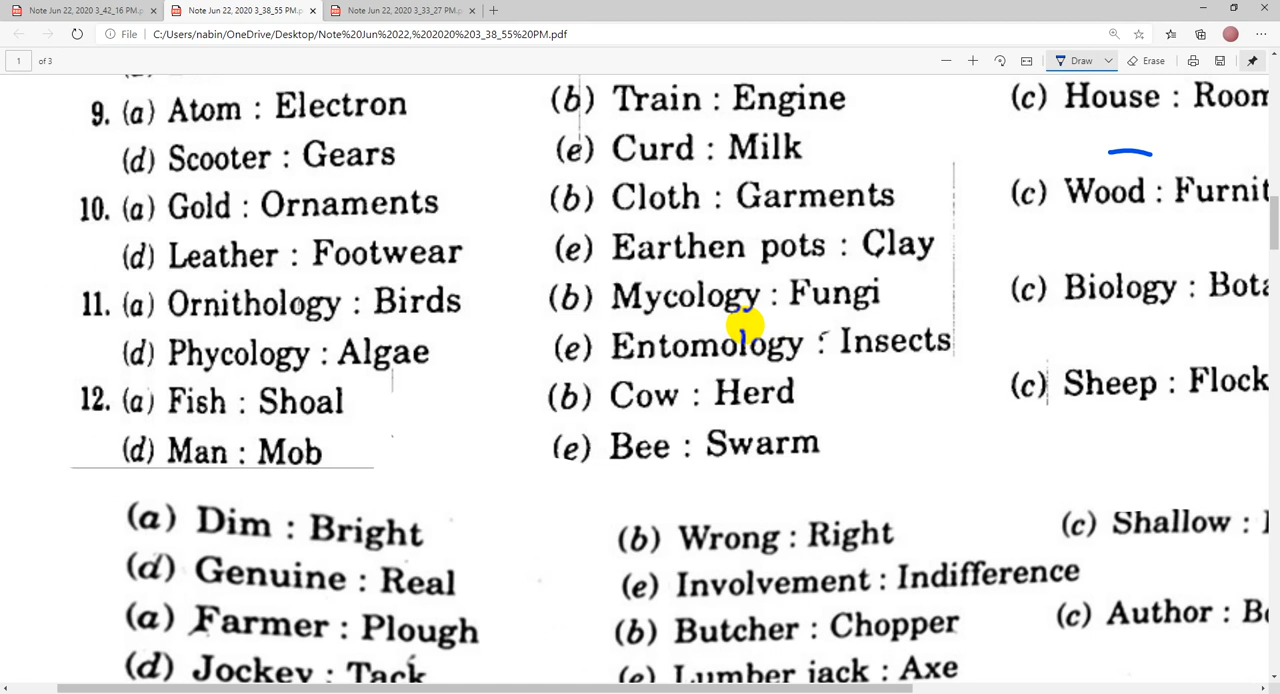 Note Jun 22, 2020 3_42_16 PM.p Note Jun 22, 2020 3_38_55 PM.p Note Jun 22, 2020 3_33_27 PM.p
File C:/Users/nabin/OneDrive/Desktop/Note%20Jun%2022,%202020%203_38_55%20PM.pdf
1 of 3 Draw Erase
9. (a) Atom : Electron (b) Train : Engine (c) House : Room
(d) Scooter : Gears (e) Curd : Milk
10. (a) Gold : Ornaments (b) Cloth : Garments (c) Wood : Furnit
(d) Leather : Footwear (e) Earthen pots : Clay
11. (a) Ornithology : Birds (b) Mycology : Fungi (c) Biology : Bota
(d) Phycology : Algae (e) Entomology : Insects
12. (a) Fish : Shoal (b) Cow : Herd (c) Sheep : Flock
(d) Man : Mob (e) Bee : Swarm
(a) Dim : Bright (b) Wrong : Right (c) Shallow :
(d) Genuine : Real (e) Involvement : Indifference
(a) Farmer : Plough (b) Butcher : Chopper (c) Author : B
(d) Jockey : Tack (e) Lumber jack : Axe